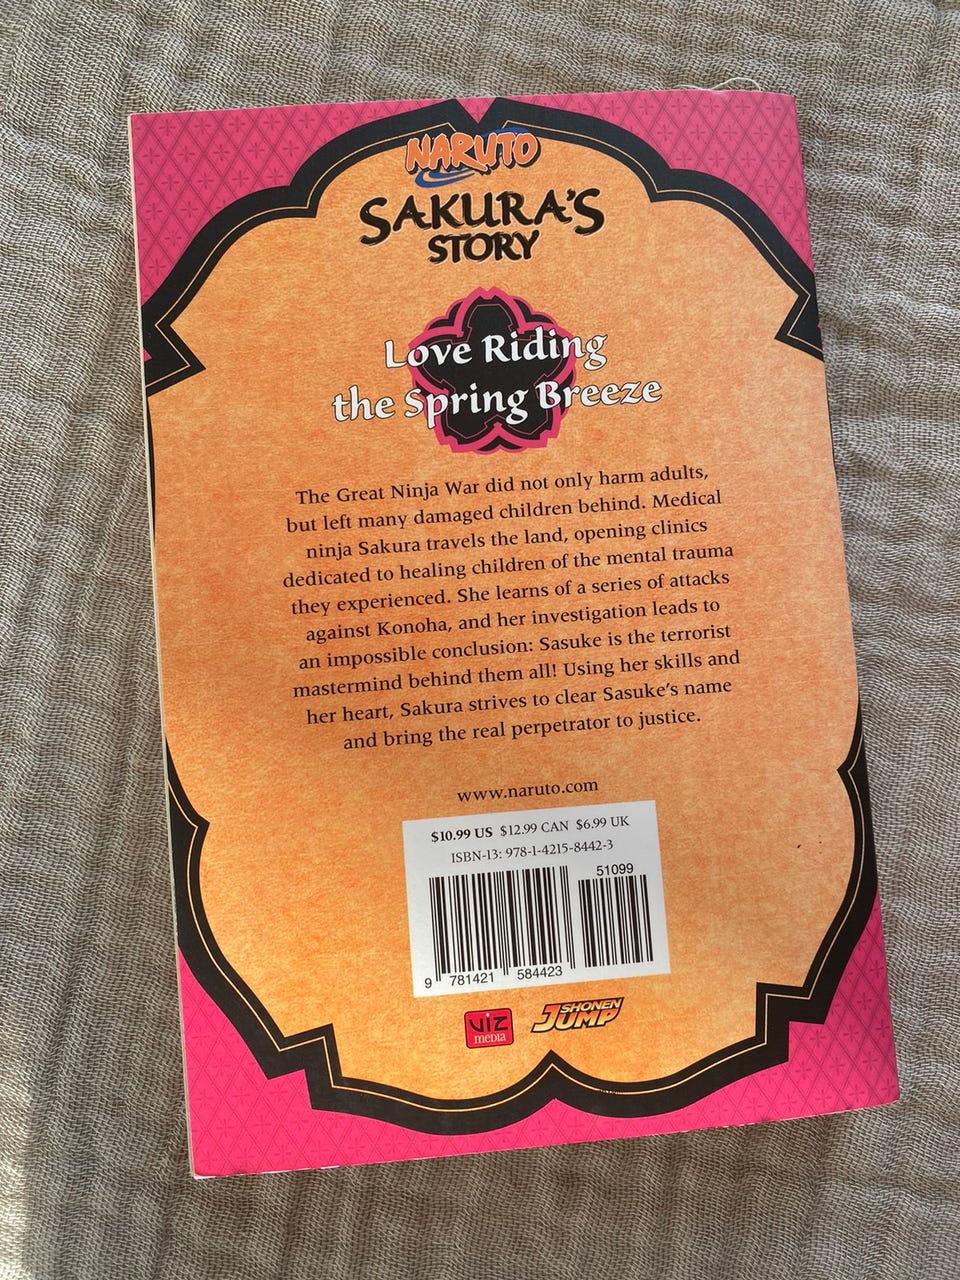 NARUTO
SAKURA'S
STORY
Love Riding
the Spring Breeze
The Great Ninja War did not only harm adults,
but left many damaged children behind. Medical
ninja Sakura travels the land, opening clinics
dedicated to healing children of the mental trauma
they experienced. She learns of a series of attacks
against Konoha, and her investigation leads to
an impossible conclusion: Sasuke is the terrorist
mastermind behind them all! Using her skills and
her heart, Sakura strives to clear Sasuke's name
and bring the real perpetrator to justice.
www.naruto.com
$10.99 US $12.99 CAN $6.99 UK
ISBN-13: 978-1-4215-8442-3
51099
9 781421 584423
VIZ
MEDIA
SHONEN
JUMP